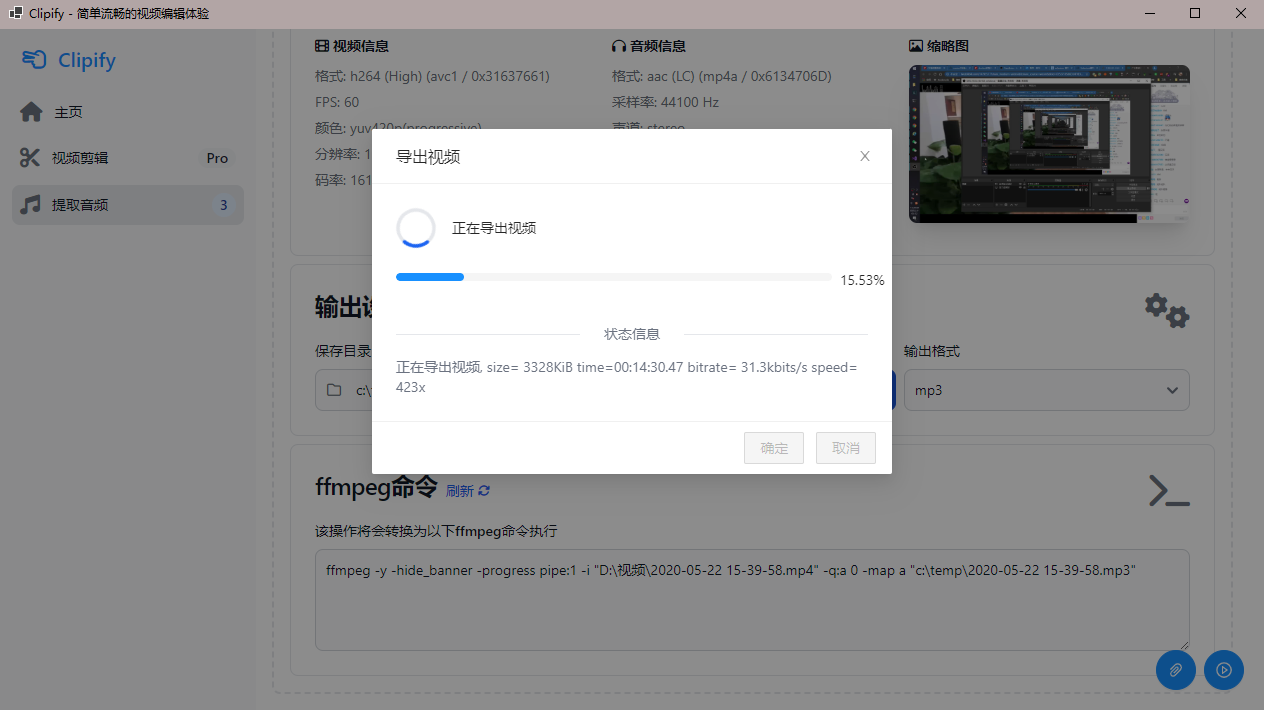 Clipify - 简单流畅的视频编辑体验
Clipify
主页
视频剪辑 Pro
提取音频 3
视频信息
格式: h264 (High) (avc1 / 0x31637661)
FPS: 60
颜色: yuv420p(progressive)
分辨率: 1
码率: 161
音频信息
格式: aac (LC) (mp4a / 0x6134706D)
采样率: 44100 Hz
声道: stereo
缩略图
导出视频
正在导出视频
15.53%
状态信息
正在导出视频, size= 3328KiB time=00:14:30.47 bitrate= 31.3kbits/s speed=
423x
确定 取消
输出设
保存目录
c:\
输出格式
mp3
ffmpeg命令 刷新
该操作将会转换为以下ffmpeg命令执行
ffmpeg -y -hide_banner -progress pipe:1 -i "D:\视频\2020-05-22 15-39-58.mp4" -q:a 0 -map a "c:\temp\2020-05-22 15-39-58.mp3"